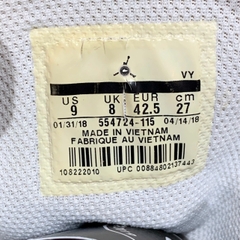 VY
US UK EUR cm
9 8 42.5 27
01/31/18 554724-115 04/14/18
MADE IN VIETNAM
FABRIQUE AU VIETNAM
108222010
UPC 00884802137443